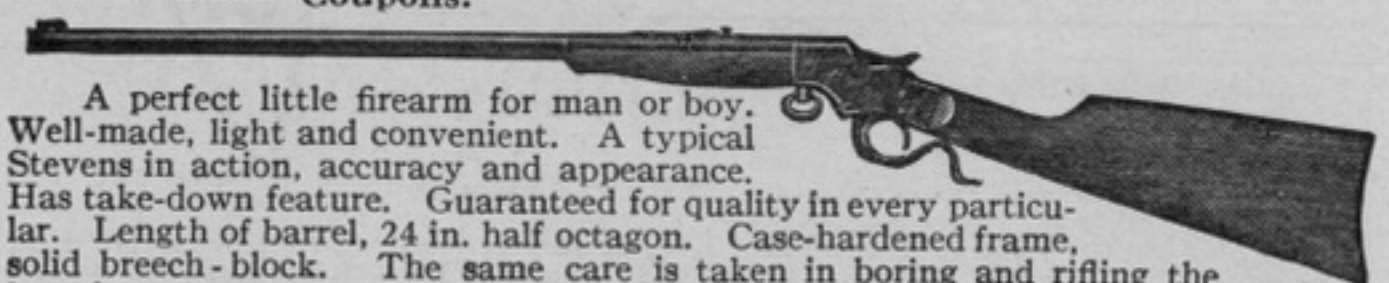 Coupons.
A perfect little firearm for man or boy.
Well-made, light and convenient. A typical
Stevens in action, accuracy and appearance.
Has take-down feature. Guaranteed for quality in every particu-
lar. Length of barrel, 24 in. half octagon. Case-hardened frame,
solid breech-block. The same care is taken in boring and rifling the